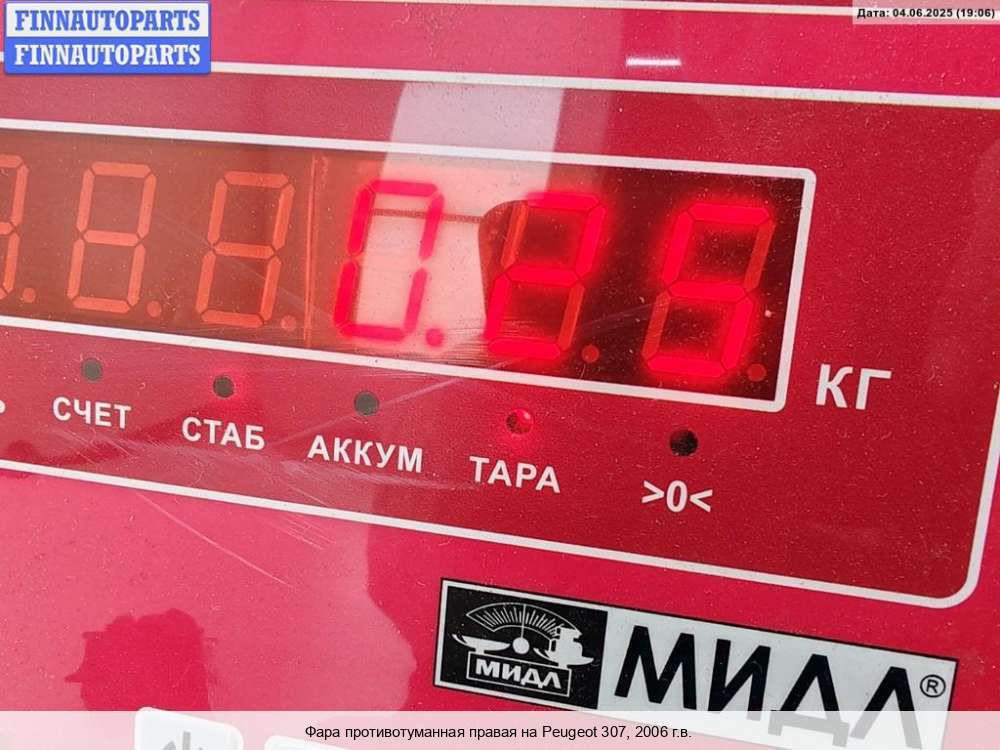 FINNAUTOPARTS
FINNAUTOPARTS
Дата: 04.06.2025 (19:06)
0.25
КГ
СЧЕТ
СТАБ
АККУМ
ТАРА
>0<
МИДЛ
МИДЛ®
Фара противотуманная правая на Peugeot 307, 2006 г.в.